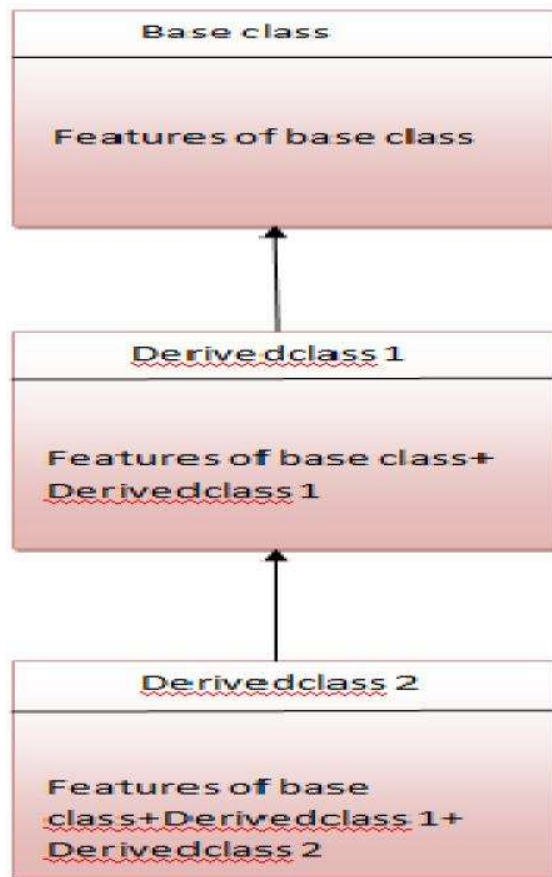 Base class
Features of base class
Derivedclass 1
Features of base class+
Derivedclass 1
Derivedclass 2
Features of base
class+Derivedclass 1+
Derivedclass 2